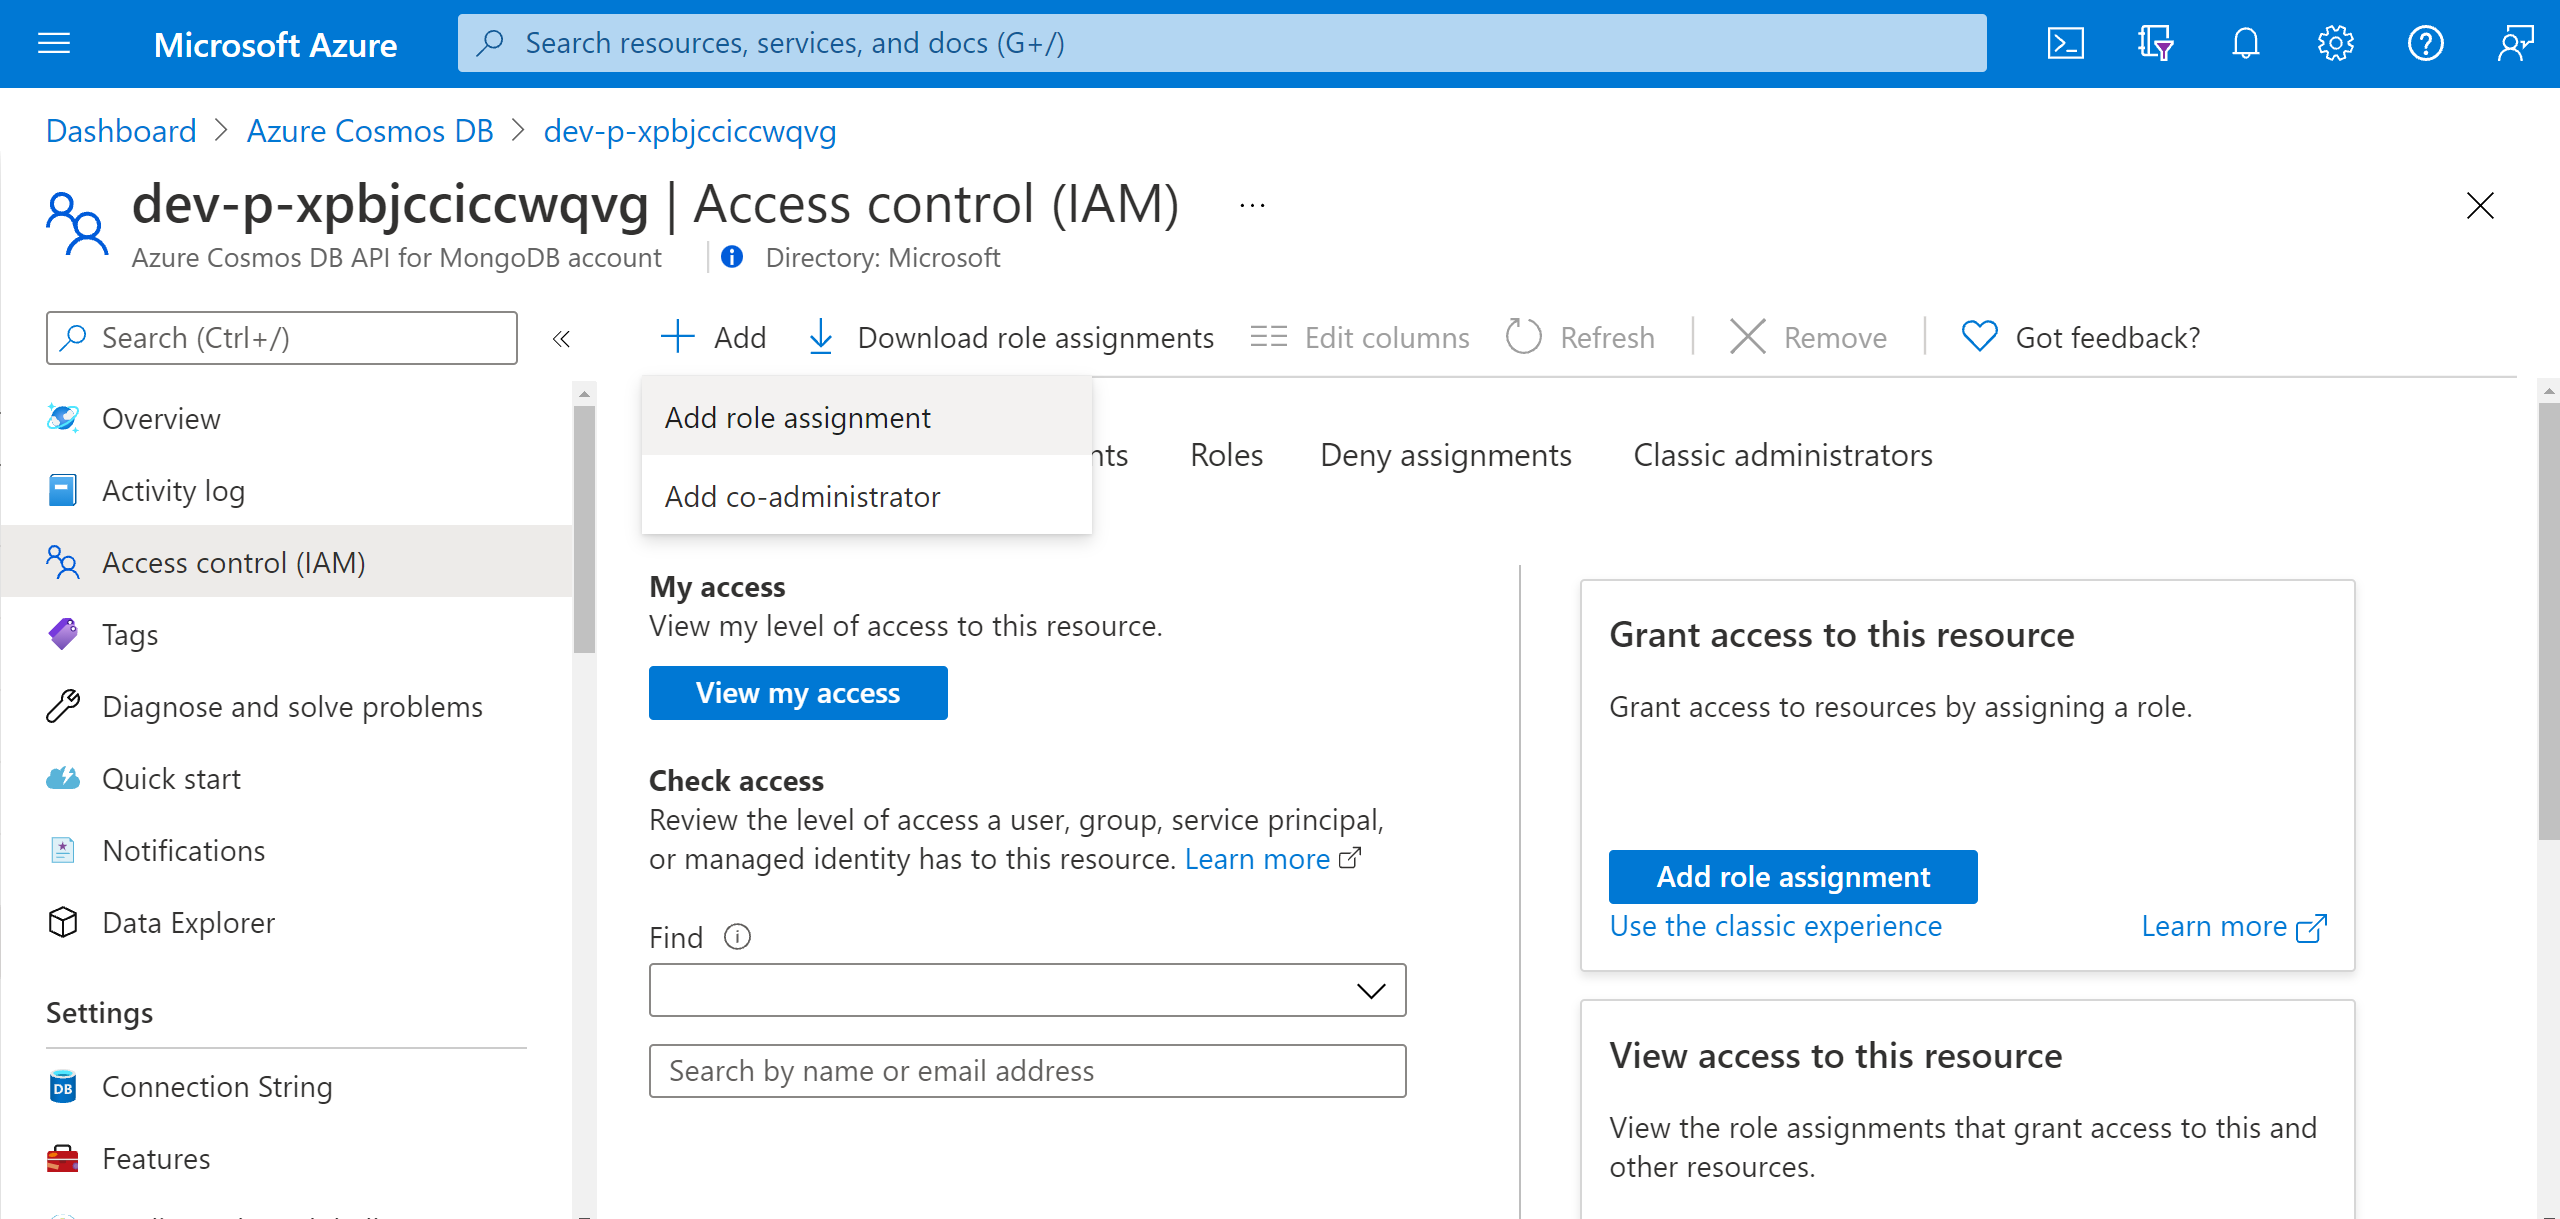 Microsoft Azure
Search resources, services, and docs (G+/)
Dashboard > Azure Cosmos DB > dev-p-xpbjcciccwqvg
dev-p-xpbjcciccwqvg | Access control (IAM) ...
Azure Cosmos DB API for MongoDB account
Directory: Microsoft
Search (Ctrl+/)
«
Add
Download role assignments
Edit columns
Refresh
Remove
Got feedback?
Overview
Activity log
Access control (IAM)
Tags
Diagnose and solve problems
Quick start
Notifications
Data Explorer
Settings
DB
Connection String
Features
Add role assignment
Add co-administrator
nts
Roles
Deny assignments
Classic administrators
My access
View my level of access to this resource.
View my access
Check access
Review the level of access a user, group, service principal,
or managed identity has to this resource. Learn more
Find
Search by name or email address
Grant access to this resource
Grant access to resources by assigning a role.
Add role assignment
Use the classic experience
Learn more
View access to this resource
View the role assignments that grant access to this and
other resources.